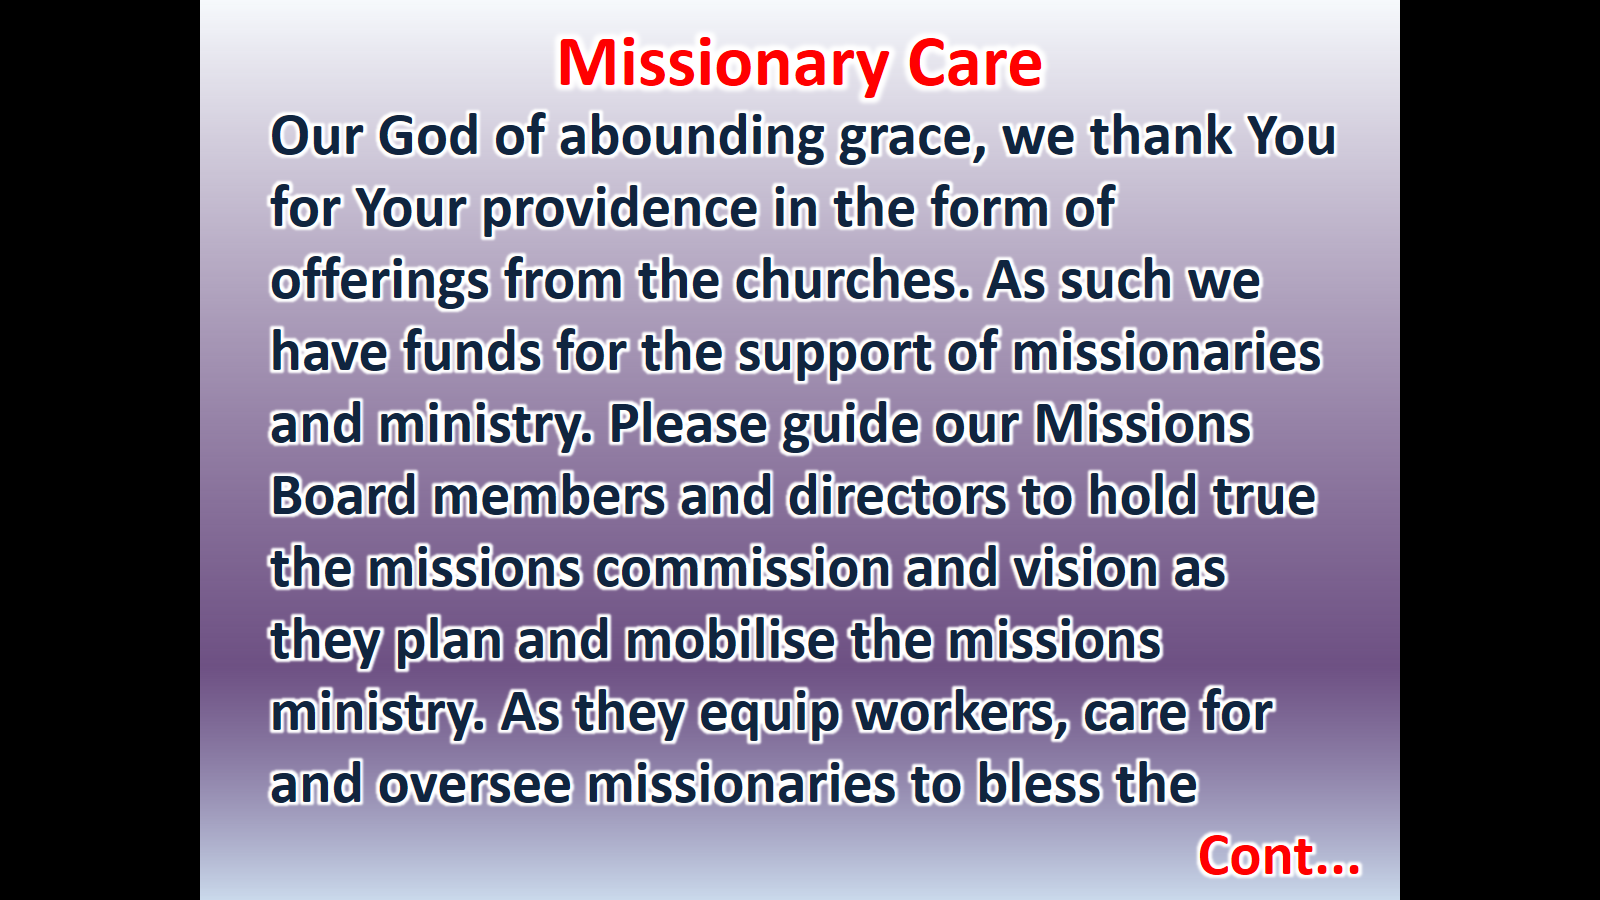 Missionary Care
Our God of abounding grace, we thank You
for Your providence in the form of
offerings from the churches. As such we
have funds for the support of missionaries
and ministry. Please guide our Missions
Board members and directors to hold true
the missions commission and vision as
they plan and mobilise the missions
ministry. As they equip workers, care for
and oversee missionaries to bless the
Cont...